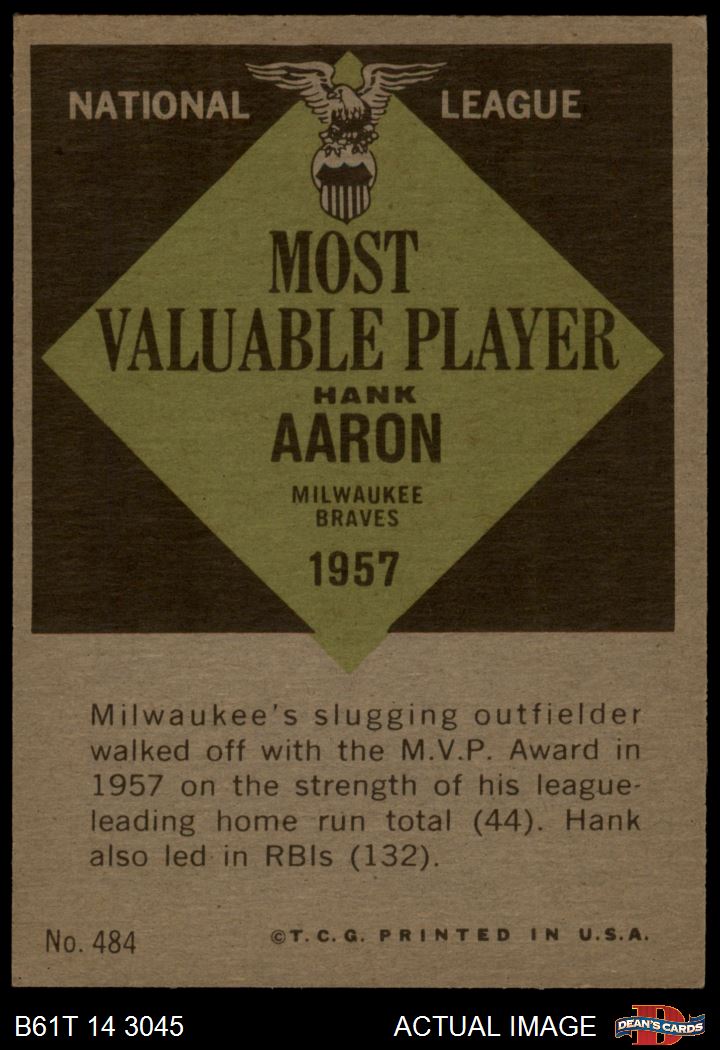 NATIONAL LEAGUE
MOST
VALUABLE PLAYER
HANK
AARON
MILWAUKEE
BRAVES
1957
Milwaukee's slugging outfielder
walked off with the M.V.P. Award in
1957 on the strength of his league-
leading home run total (44). Hank
also led in RBIs (132).
No. 484 ©T.C.G. PRINTED IN U.S.A.
B61T 14 3045 ACTUAL IMAGE D DEAN'S CARDS